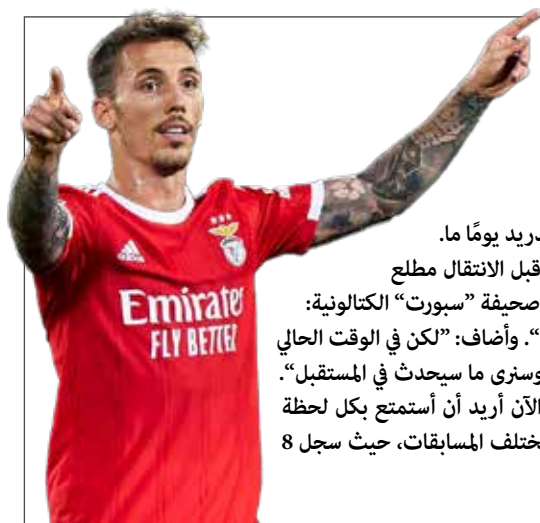 دريد يومًا ما.
قبل الانتقال مطلع
صحيفة ”سبورت“ الكتالونية:
“. وأضاف: ”لكن في الوقت الحالي
وسنرى ما سيحدث في المستقبل“.
الآن أريد أن أستمتع بكل لحظة
ختلف المسابقات، حيث سجل 8
Emirates
FLY BETTER